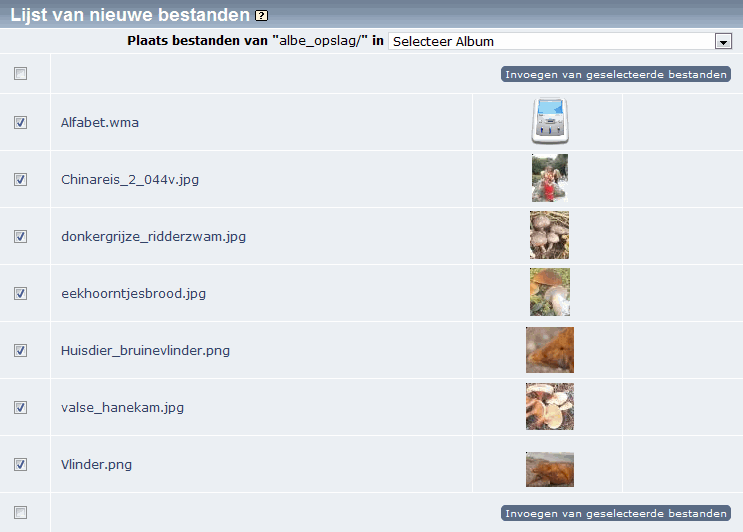 Lijst van nieuwe bestanden ?
Plaats bestanden van "albe_opslag/" in Selecteer Album
Invoegen van geselecteerde bestanden
Alfabet.wma
Chinareis_2_044v.jpg
donkergrijze_ridderzwam.jpg
eekhoorntjesbrood.jpg
Huisdier_bruinevlinder.png
valse_hanekam.jpg
Vlinder.png
Invoegen van geselecteerde bestanden